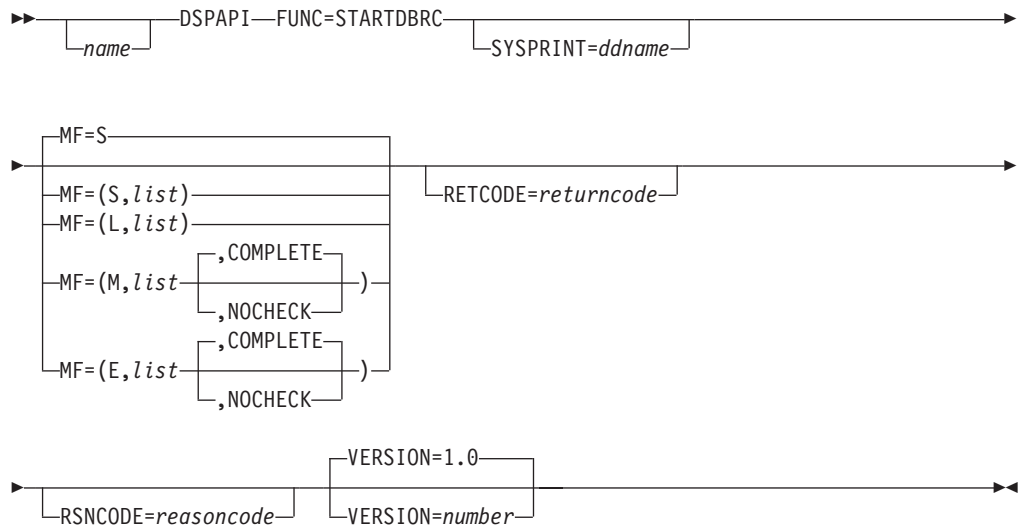 DSPAPI FUNC=STARTDBRC
name
SYSPRINT=ddname
MF=S
MF=(S,list)
RETCODE=returncode
MF=(L,list)
,COMPLETE
MF=(M,list )
,NOCHECK
,COMPLETE
MF=(E,list )
,NOCHECK
VERSION=1.0
RSNCODE=reasoncode
VERSION=number